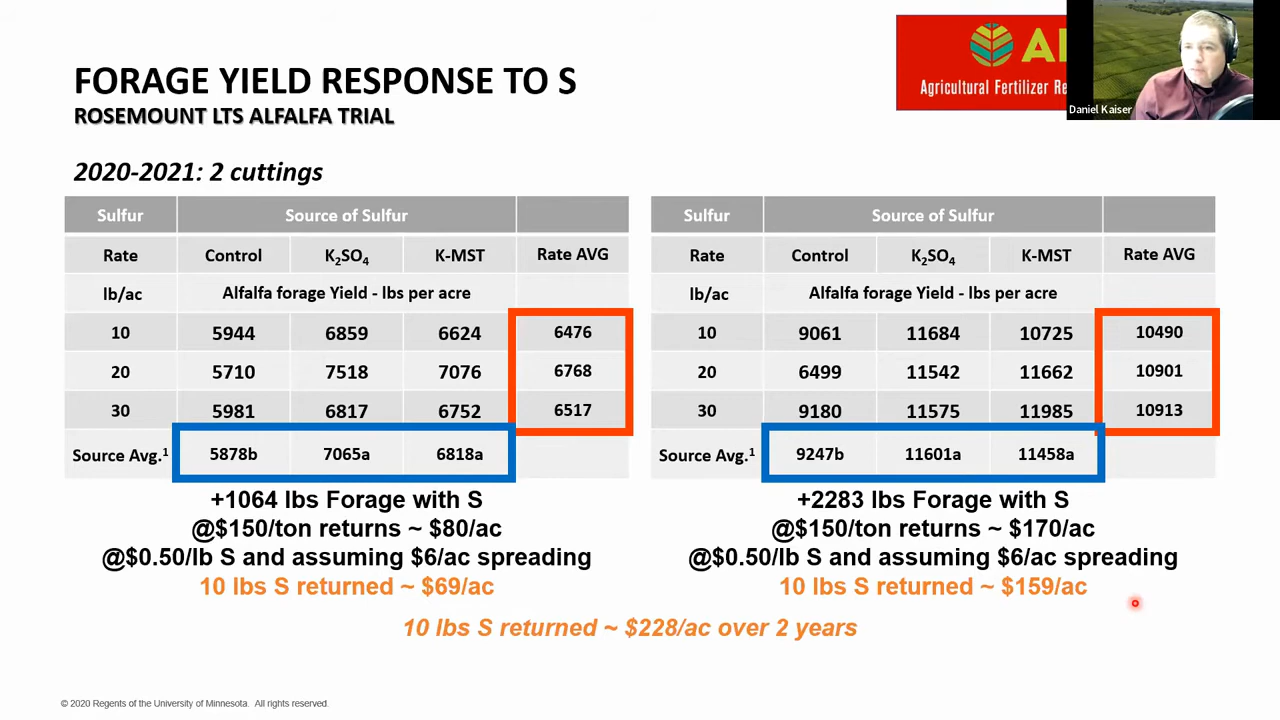 FORAGE YIELD RESPONSE TO S
ROSEMOUNT LTS ALFALFA TRIAL
Agricultural Fertilizer
Daniel Kaiser
2020-2021: 2 cuttings
Sulfur Source of Sulfur
Rate Control K₂SO₄ K-MST Rate AVG
lb/ac Alfalfa forage Yield - lbs per acre
10 5944 6859 6624 6476
20 5710 7518 7076 6768
30 5981 6817 6752 6517
Source Avg.¹ 5878b 7065a 6818a
+1064 lbs Forage with S
@$150/ton returns ~ $80/ac
@$0.50/lb S and assuming $6/ac spreading
10 lbs S returned ~ $69/ac
Sulfur Source of Sulfur
Rate Control K₂SO₄ K-MST Rate AVG
lb/ac Alfalfa forage Yield - lbs per acre
10 9061 11684 10725 10490
20 6499 11542 11662 10901
30 9180 11575 11985 10913
Source Avg.¹ 9247b 11601a 11458a
+2283 lbs Forage with S
@$150/ton returns ~ $170/ac
@$0.50/lb S and assuming $6/ac spreading
10 lbs S returned ~ $159/ac
10 lbs S returned ~ $228/ac over 2 years
© 2020 Regents of the University of Minnesota. All rights reserved.